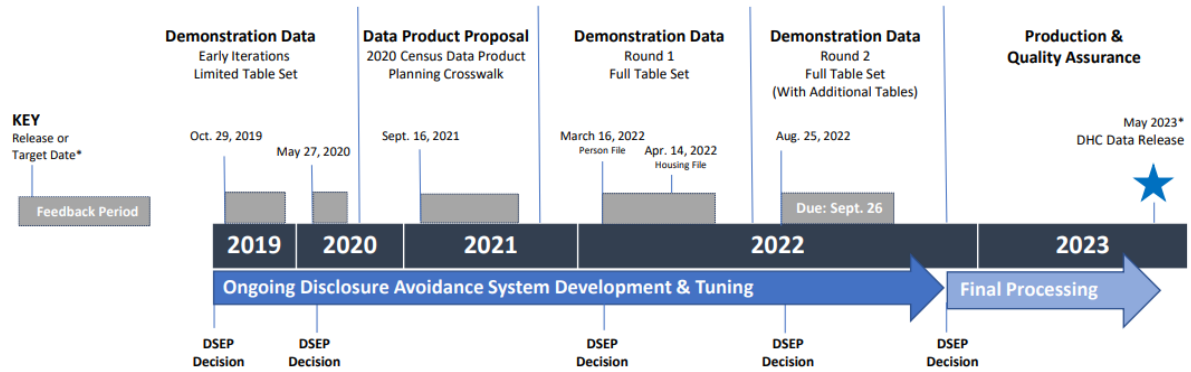 Demonstration Data
Early Iterations
Limited Table Set
Data Product Proposal
2020 Census Data Product
Planning Crosswalk
Demonstration Data
Round 1
Full Table Set
Demonstration Data
Round 2
Full Table Set
(With Additional Tables)
Production &
Quality Assurance
KEY
Release or
Target Date*
Feedback Period
Oct. 29, 2019
May 27, 2020
Sept. 16, 2021
March 16, 2022
Person File
Apr. 14, 2022
Housing File
Aug. 25, 2022
Due: Sept. 26
May 2023*
DHC Data Release
2019
2020
2021
2022
2023
Ongoing Disclosure Avoidance System Development & Tuning
Final Processing
DSEP
Decision
DSEP
Decision
DSEP
Decision
DSEP
Decision
DSEP
Decision